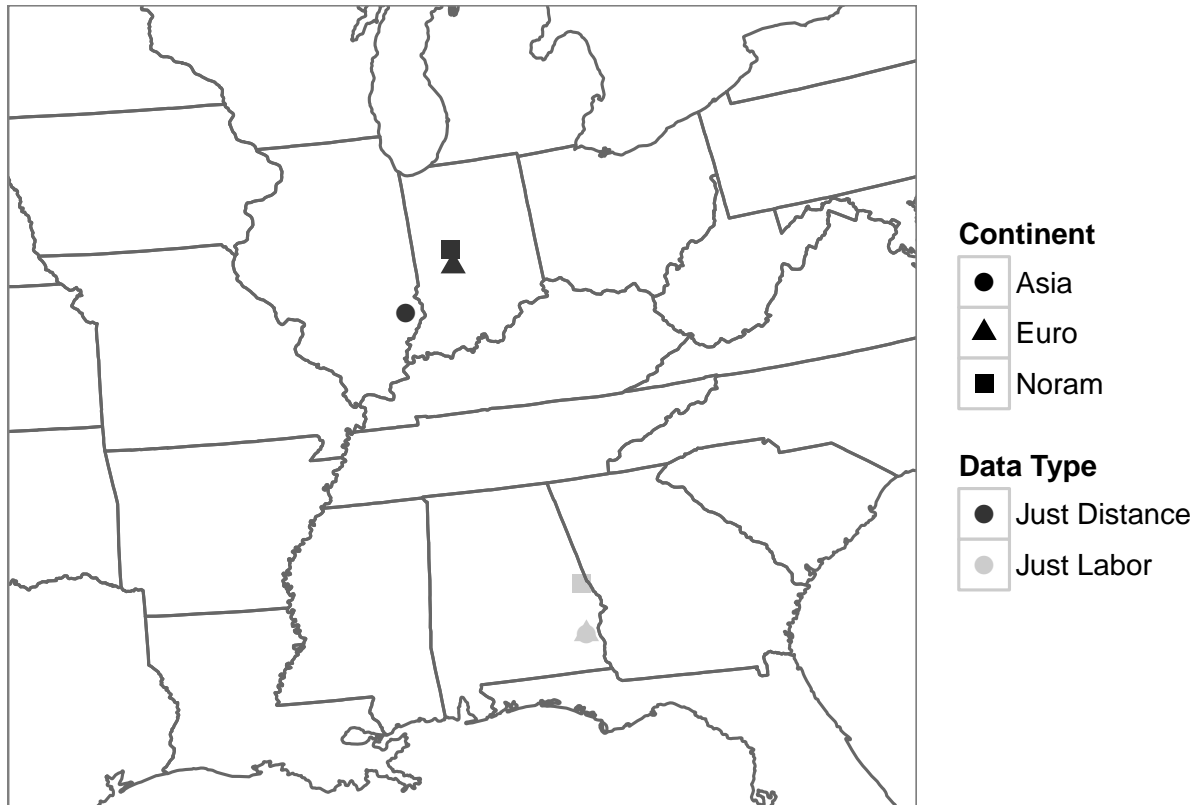 Continent
Asia
Euro
Noram
Data Type
Just Distance
Just Labor